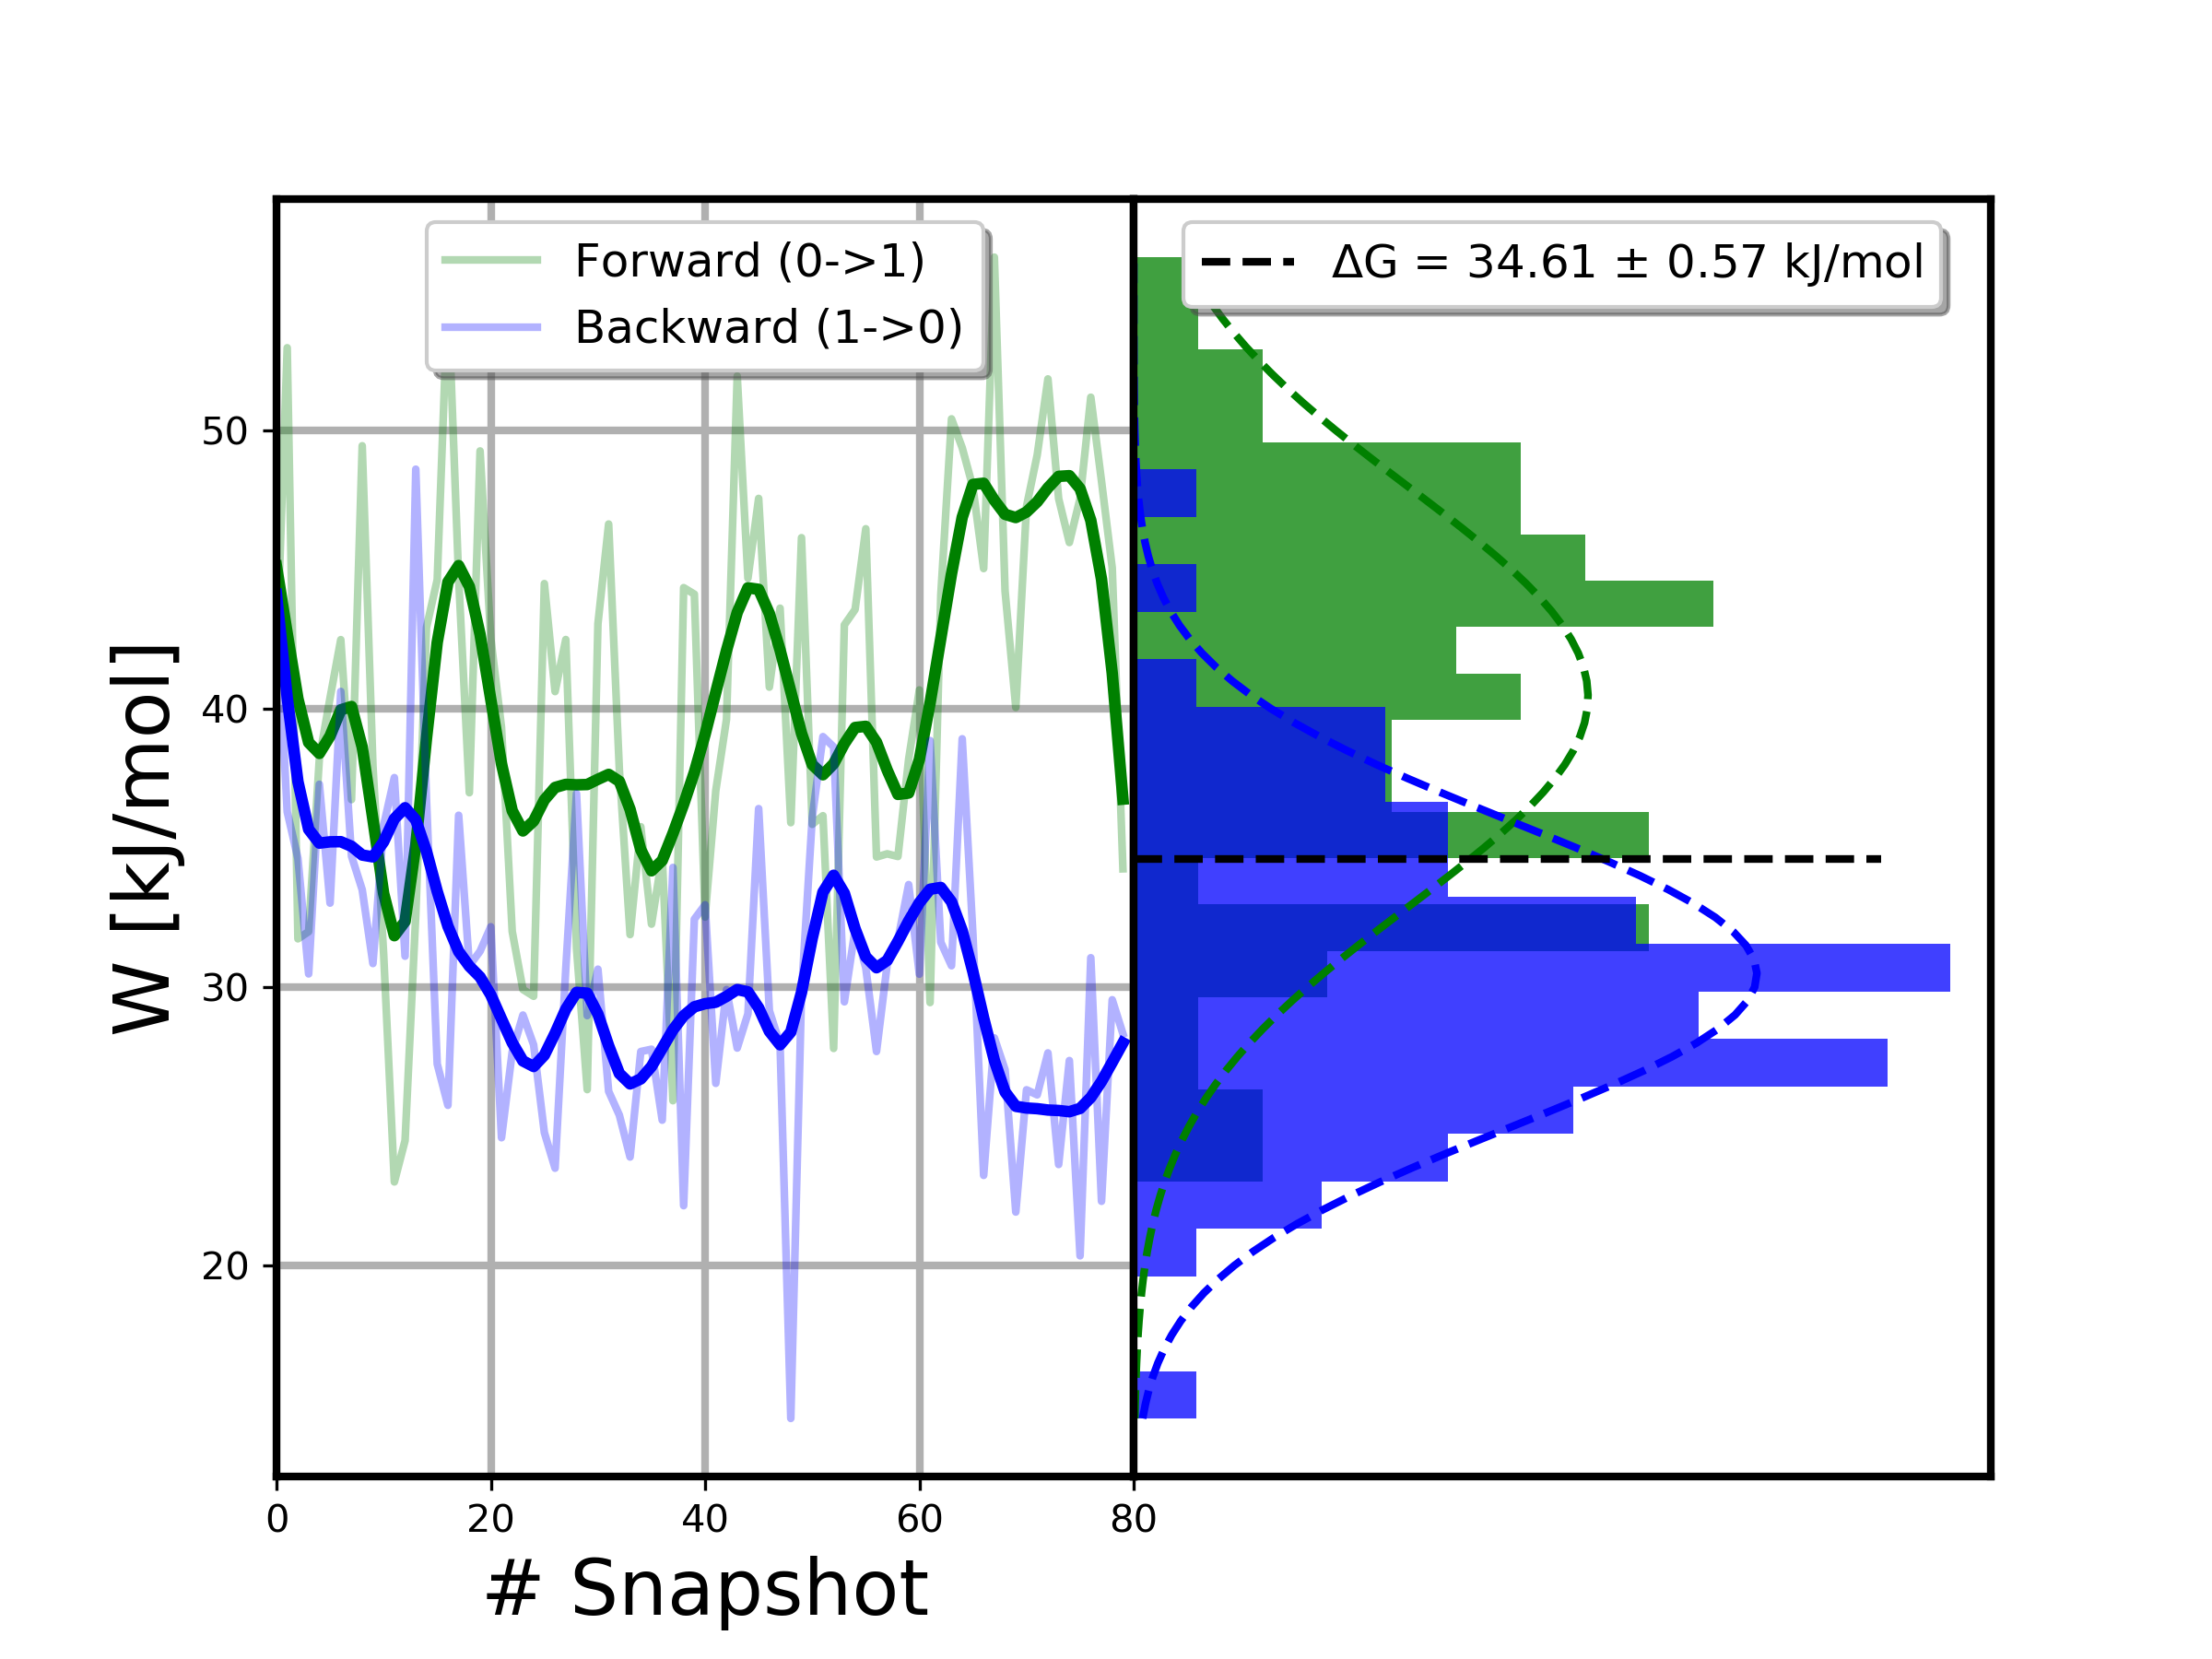 Forward (0->1)
Backward (1->0)
ΔG = 34.61 ± 0.57 kJ/mol
W [kJ/mol]
50
40
30
20
0 20 40 60 80
# Snapshot